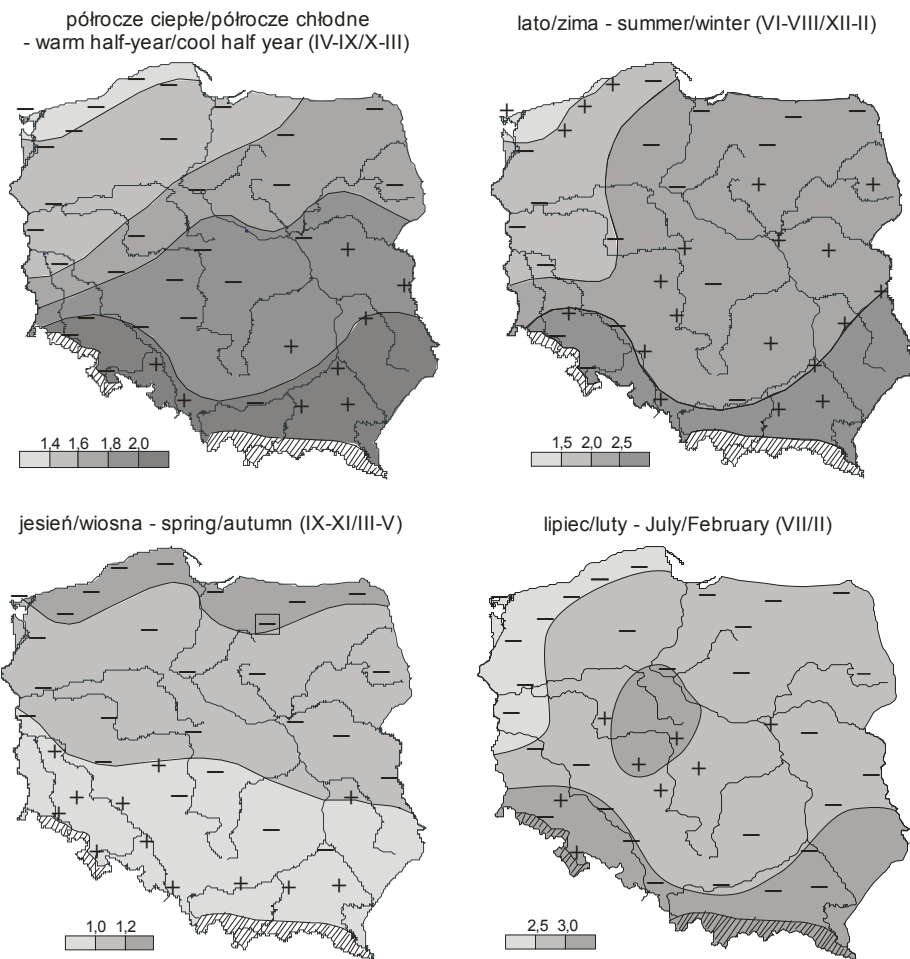 półrocze ciepłe/półrocze chłodne
- warm half-year/cool half year (IV-IX/X-III)
1,4 1,6 1,8 2,0
lato/zima - summer/winter (VI-VIII/XII-II)
1,5 2,0 2,5
jesień/wiosna - spring/autumn (IX-XI/III-V)
1,0 1,2
lipiec/luty - July/February (VII/II)
2,5 3,0